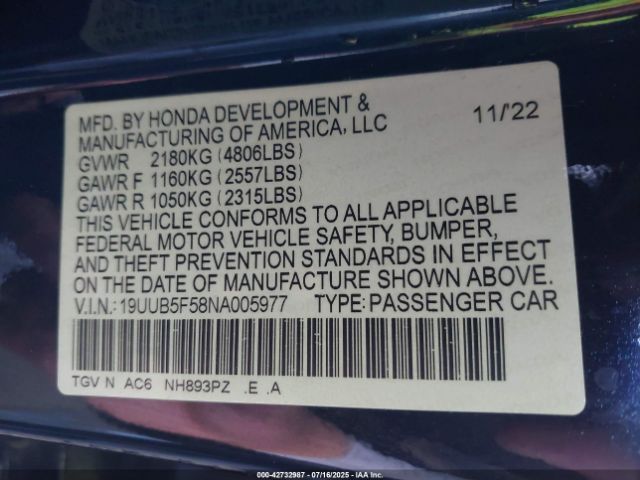 MFD. BY HONDA DEVELOPMENT & 11/'22
MANUFACTURING OF AMERICA, LLC
GVWR 2180KG (4806LBS)
GAWR F 1160KG (2557LBS)
GAWR R 1050KG (2315LBS)
THIS VEHICLE CONFORMS TO ALL APPLICABLE
FEDERAL MOTOR VEHICLE SAFETY, BUMPER,
AND THEFT PREVENTION STANDARDS IN EFFECT
ON THE DATE OF MANUFACTURE SHOWN ABOVE.
V.I.N.: 19UUB5F58NA005977 TYPE: PASSENGER CAR
TGV N AC6 NH893PZ .E .A
000-42732987 - 07/16/2025 - IAA Inc.